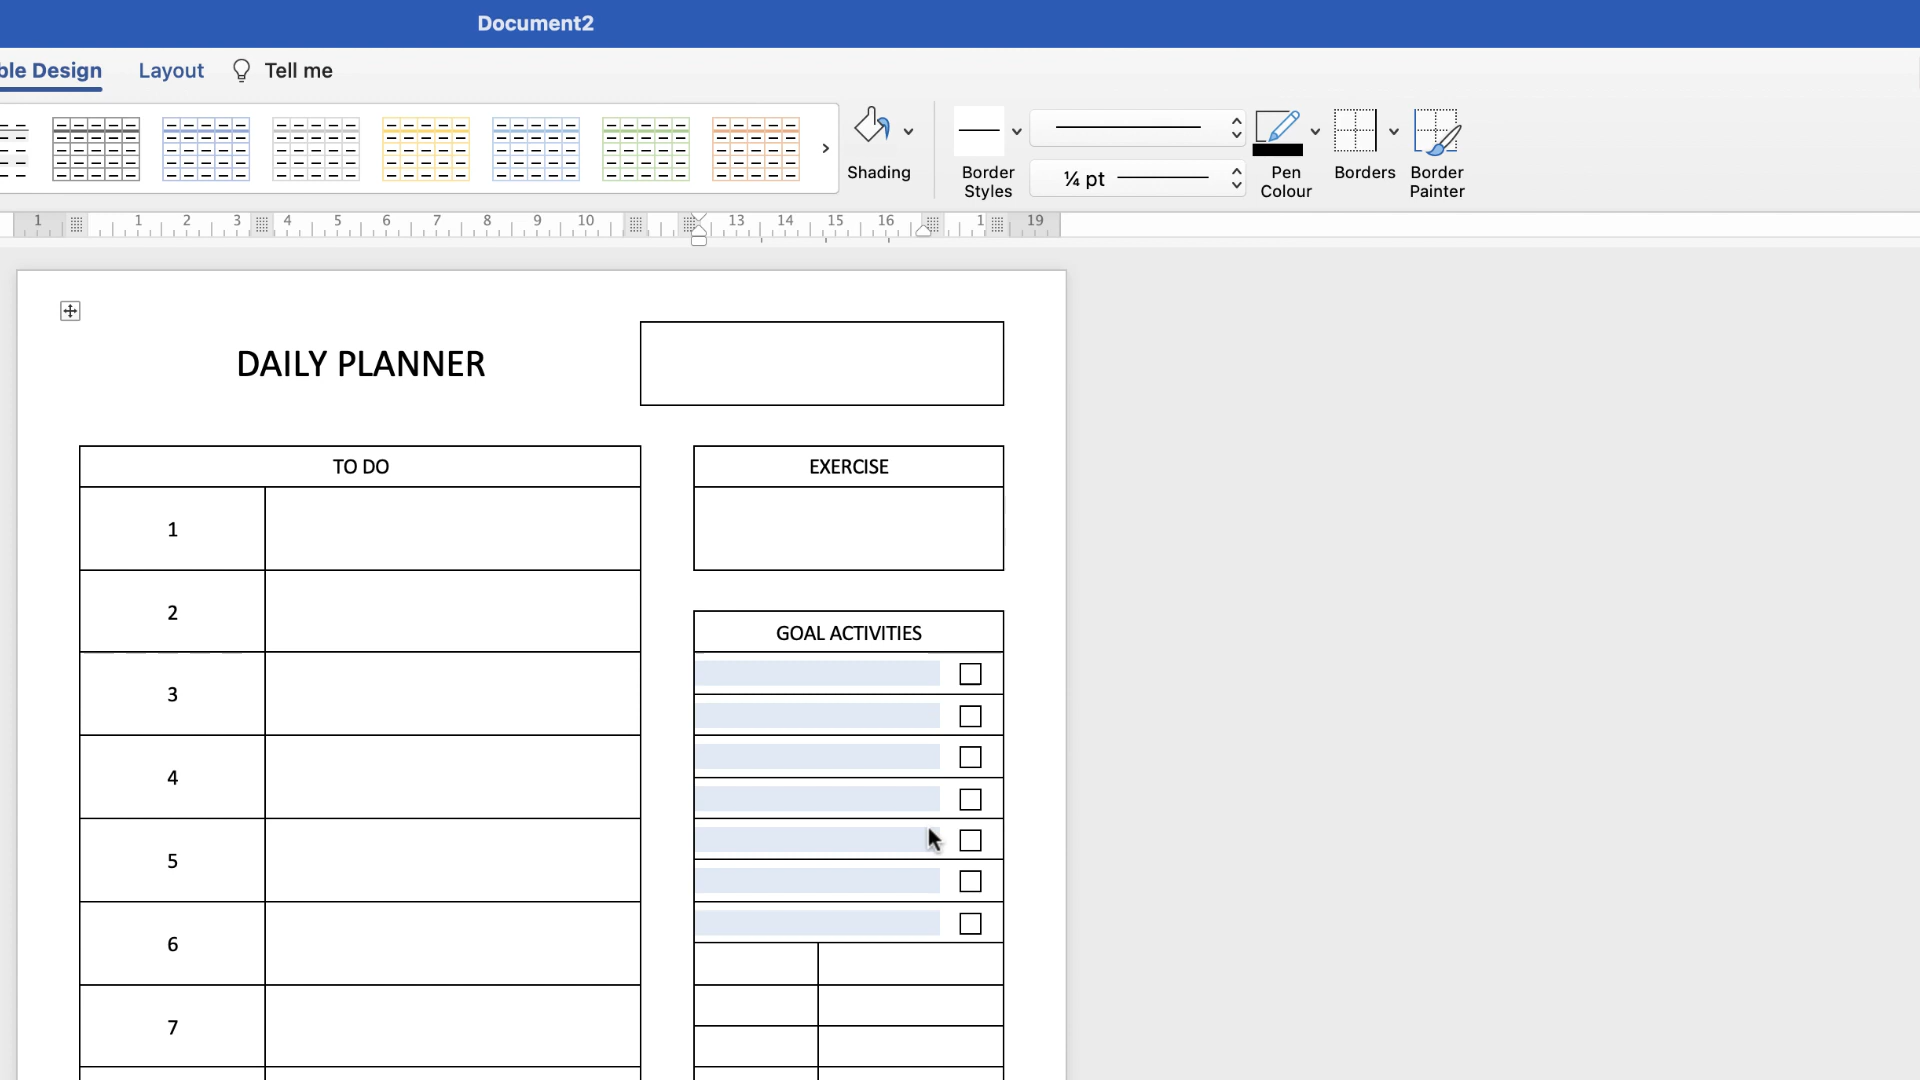 Document2
ble Design Layout Tell me
Shading
Border Styles
¼ pt
Pen Colour
Borders
Border Painter
1 1 2 3 4 5 6 7 8 9 10 13 14 15 16 1 19
DAILY PLANNER
TO DO
EXERCISE
1
2
GOAL ACTIVITIES
3
4
5
6
7